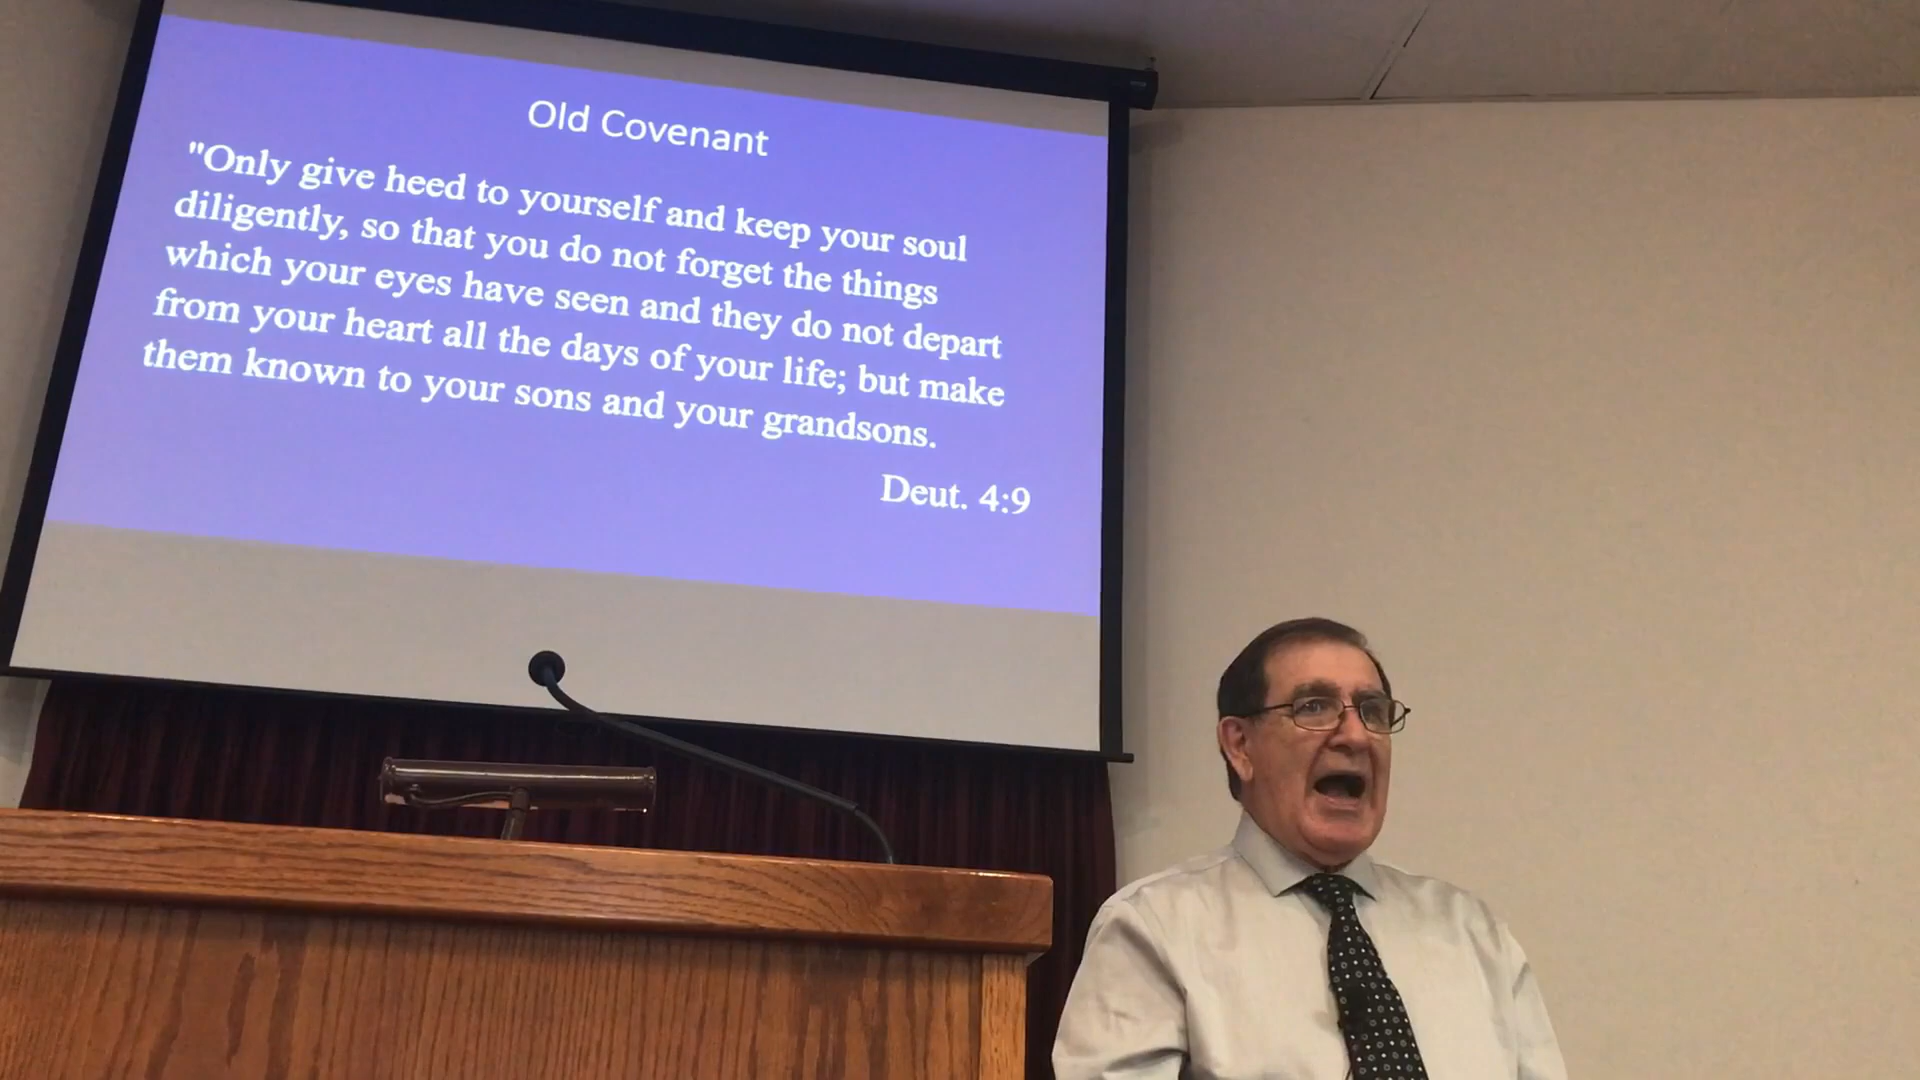 Old Covenant
"Only give heed to yourself and keep your soul
diligently, so that you do not forget the things
which your eyes have seen and they do not depart
from your heart all the days of your life; but make
them known to your sons and your grandsons.
Deut. 4:9